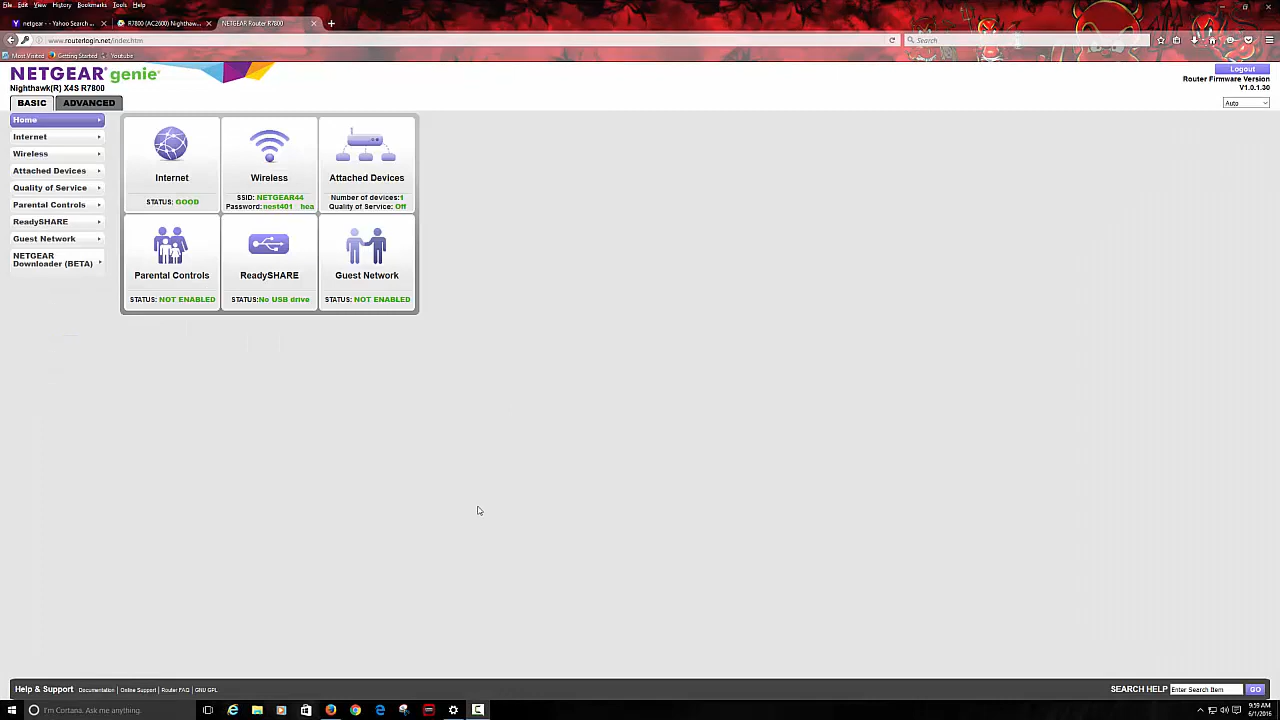 File Edit View History Bookmarks Tools Help
netgear - - Yahoo Search ... × R7800 (AC2600) Nighthaw... × NETGEAR Router R7800 × +
www.routerlogin.net/index.htm Search
Most Visited Getting Started Youtube
NETGEAR® genie®
Logout
Nighthawk(R) X4S R7800
Router Firmware Version
V1.0.1.30
BASIC ADVANCED
Auto
Home
Internet
Wireless
Attached Devices
Quality of Service
Parental Controls
ReadySHARE
Guest Network
NETGEAR
Downloader (BETA)
Internet
STATUS: GOOD
Wireless
SSID: NETGEAR44
Password: nest401 hea
Attached Devices
Number of devices:1
Quality of Service: Off
Parental Controls
STATUS: NOT ENABLED
ReadySHARE
STATUS:No USB drive
Guest Network
STATUS: NOT ENABLED
Help & Support Documentation | Online Support | Router FAQ | GNU GPL
SEARCH HELP Enter Search Item GO
I'm Cortana. Ask me anything.
9:59 AM
6/1/2016